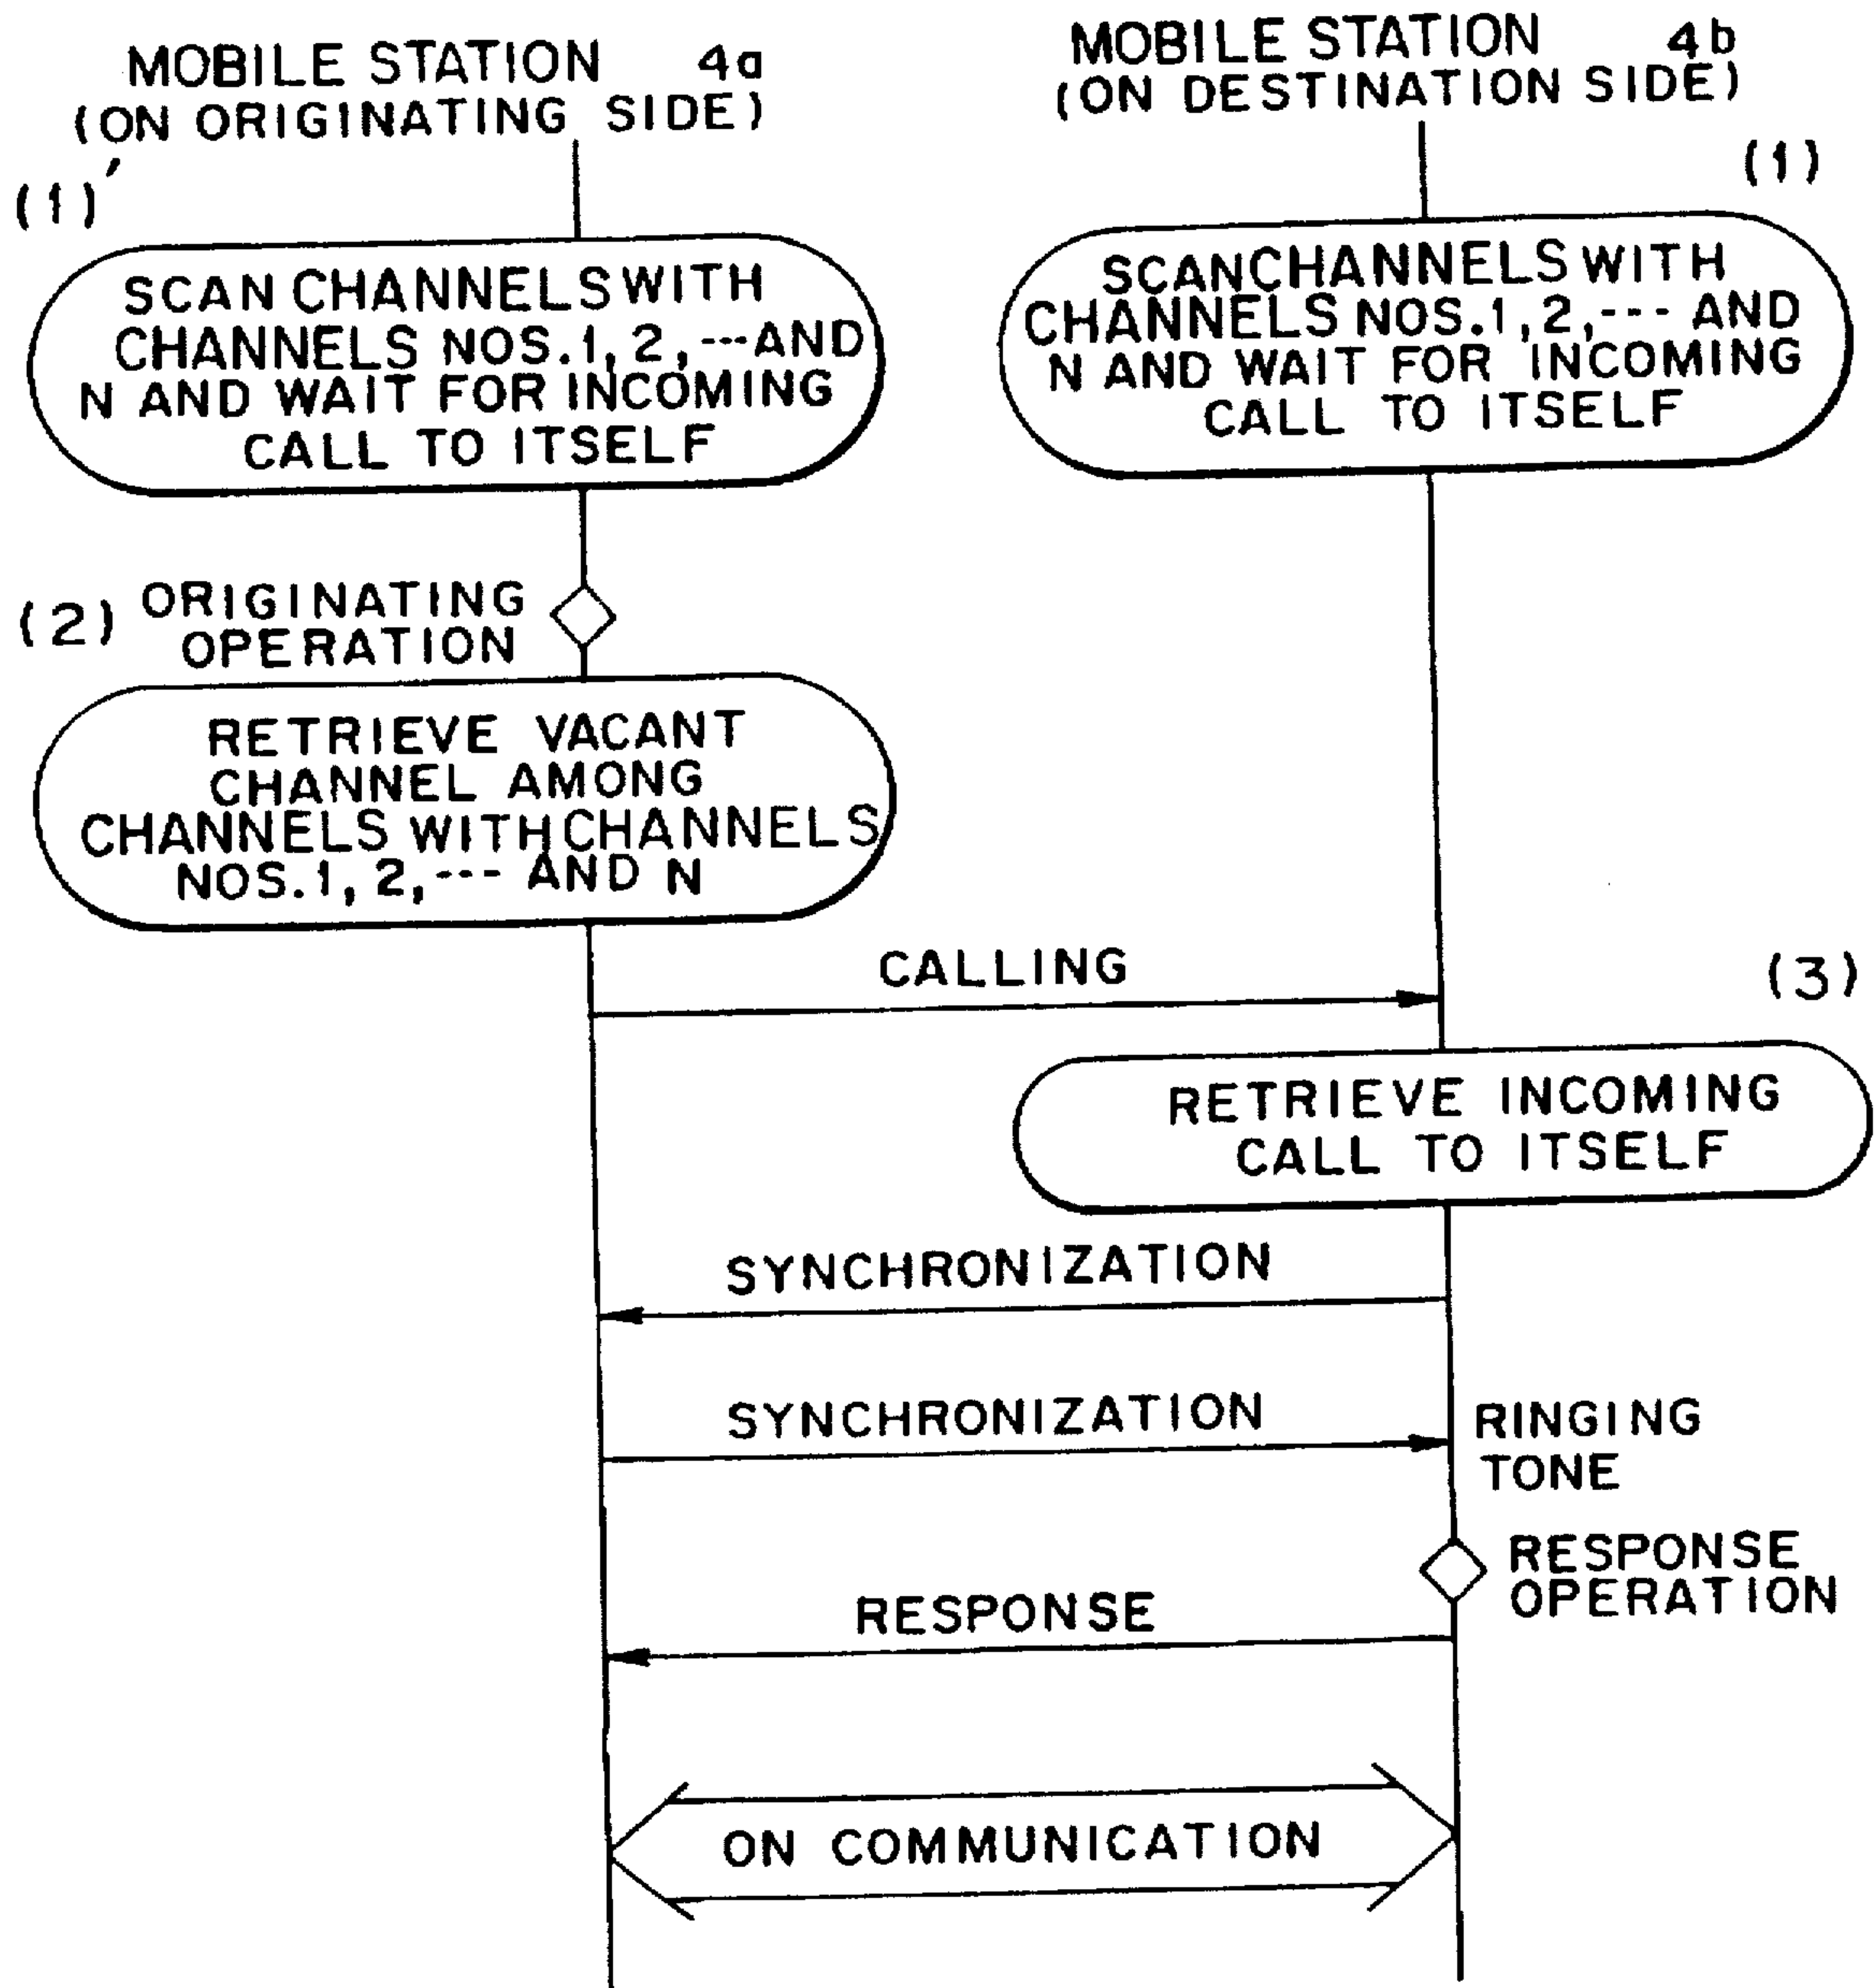 MOBILE STATION 4a
(ON ORIGINATING SIDE)
MOBILE STATION 4b
(ON DESTINATION SIDE)
(1)'
(1)
SCAN CHANNELS WITH
CHANNELS NOS.1, 2, --- AND
N AND WAIT FOR INCOMING
CALL TO ITSELF
SCANCHANNELS WITH
CHANNELS NOS.1, 2, --- AND
N AND WAIT FOR INCOMING
CALL TO ITSELF
(2) ORIGINATING
OPERATION
RETRIEVE VACANT
CHANNEL AMONG
CHANNELS WITH CHANNELS
NOS.1, 2, --- AND N
CALLING
(3)
RETRIEVE INCOMING
CALL TO ITSELF
SYNCHRONIZATION
SYNCHRONIZATION
RINGING
TONE
RESPONSE
OPERATION
RESPONSE
ON COMMUNICATION